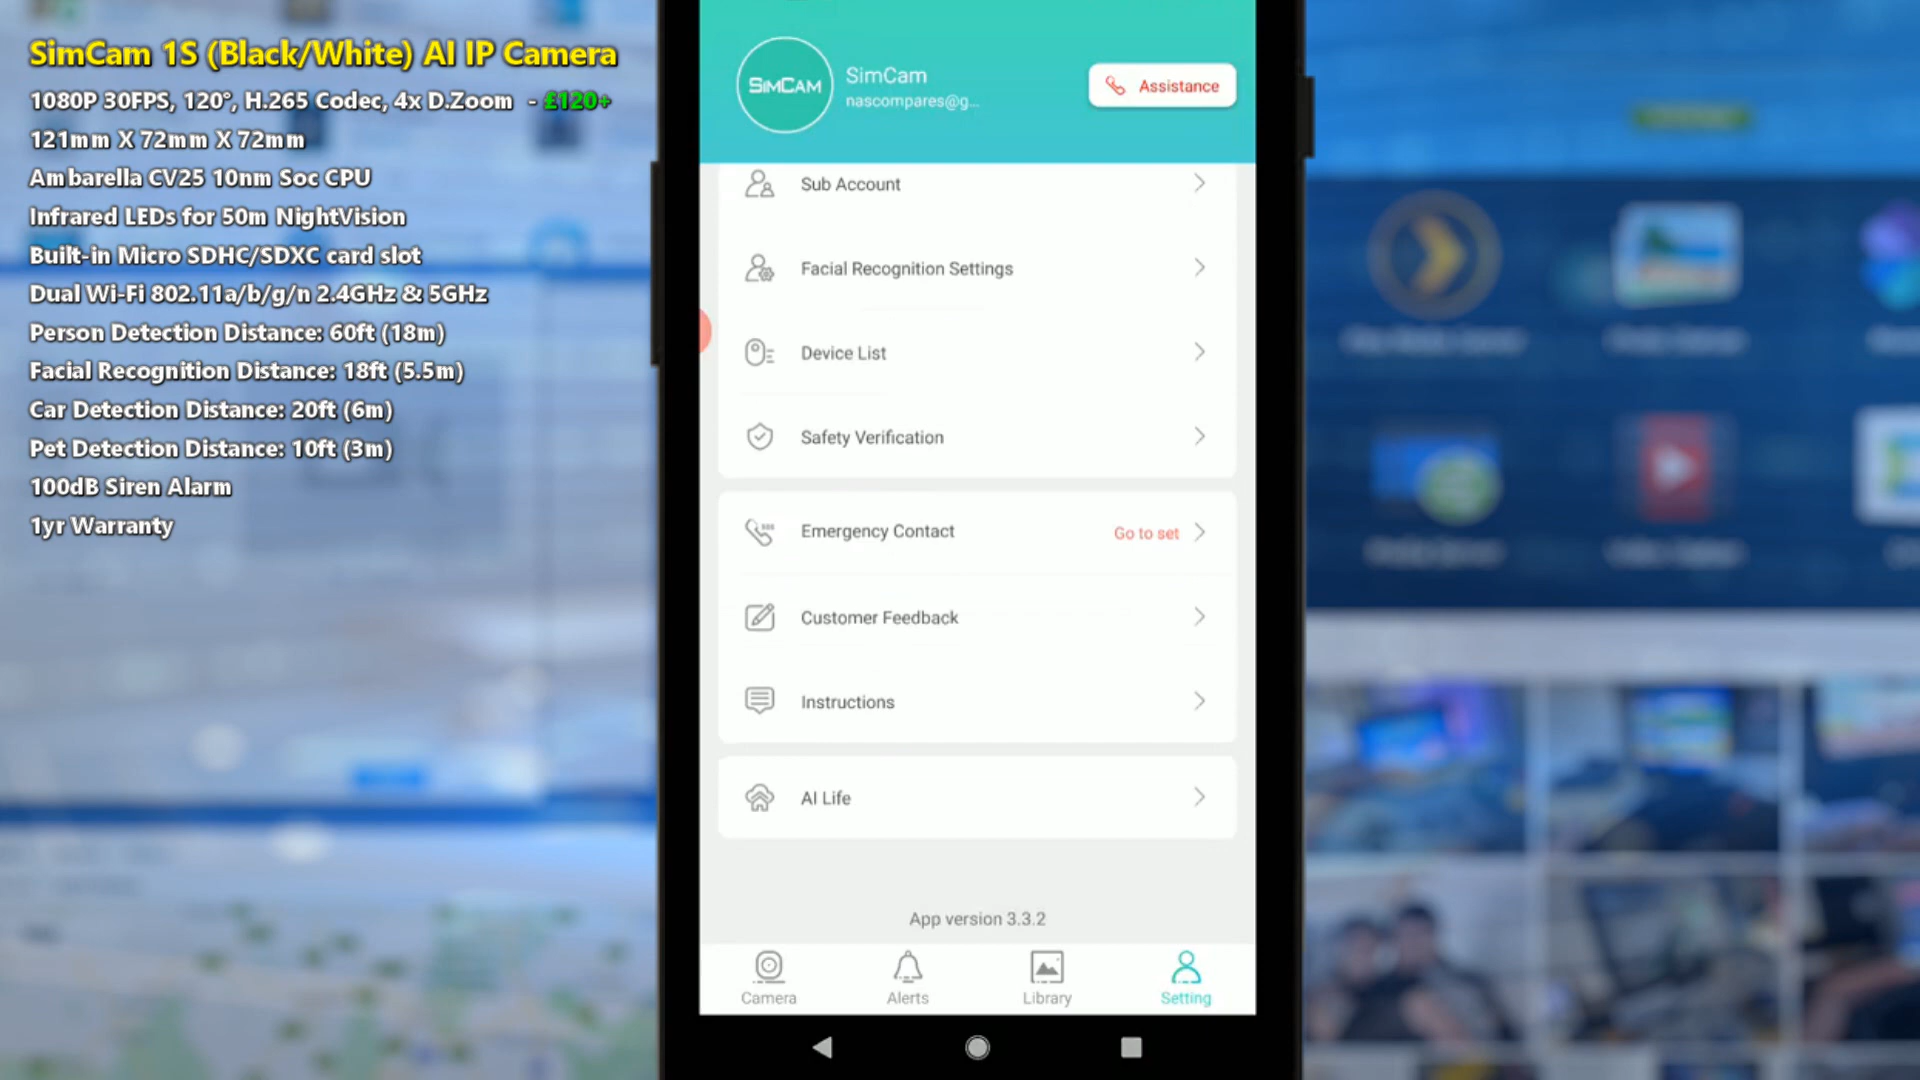 SimCam 1S (Black/White) AI IP Camera
1080P 30FPS, 120°, H.265 Codec, 4x D.Zoom - £120+
121mm X 72mm X 72mm
Ambarella CV25 10nm Soc CPU
Infrared LEDs for 50m NightVision
Built-in Micro SDHC/SDXC card slot
Dual Wi-Fi 802.11a/b/g/n 2.4GHz & 5GHz
Person Detection Distance: 60ft (18m)
Facial Recognition Distance: 18ft (5.5m)
Car Detection Distance: 20ft (6m)
Pet Detection Distance: 10ft (3m)
100dB Siren Alarm
1yr Warranty
SIMCAM
SimCam
nascompares@g...
Assistance
Sub Account
Facial Recognition Settings
Device List
Safety Verification
Emergency Contact
Go to set
Customer Feedback
Instructions
AI Life
App version 3.3.2
Camera
Alerts
Library
Setting